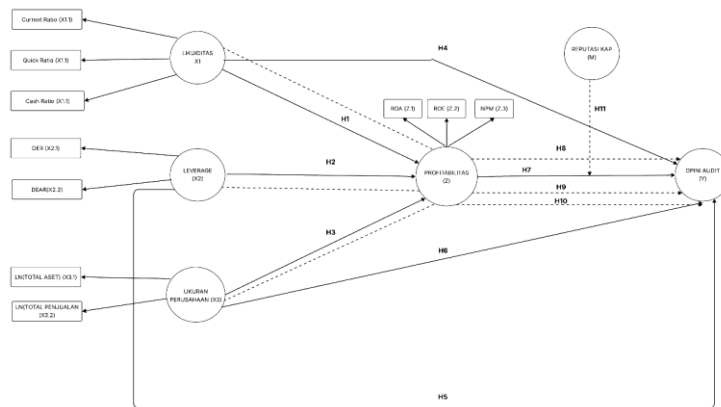 Current Ratio (X1.1)
Quick Ratio (X1.1)
Cash Ratio (X1.1)
LIKUIDITAS
X1
H4
REPUTASI KAP
(M)
H11
ROA (Z.1)
ROE (Z.2)
NPM (Z.3)
H1
DER (X2.1)
DEAR(X2.2)
LEVERAGE
(X2)
H2
PROFITABILITAS
(Z)
H8
H7
H9
H10
OPINI AUDIT
(Y)
H3
H6
LN(TOTAL ASET) (X3.1)
LN(TOTAL PENJUALAN
(X3.2)
UKURAN
PERUSAHAAN (X3)
H5